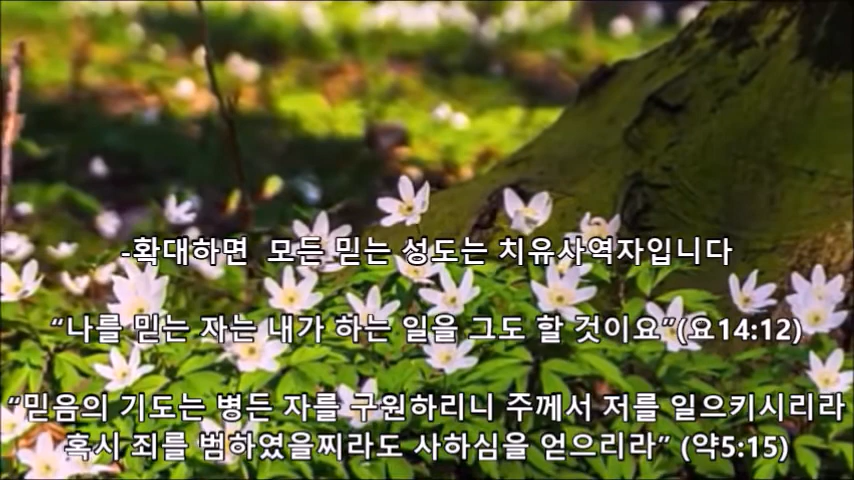 -확대하면  모든 믿는 성도는 치유사역자입니다
“나를 믿는 자는 내가 하는 일을 그도 할 것이요”(요14:12)
“믿음의 기도는 병든 자를 구원하리니 주께서 저를 일으키시리라
혹시 죄를 범하였을찌라도 사하심을 얻으리라” (약5:15)